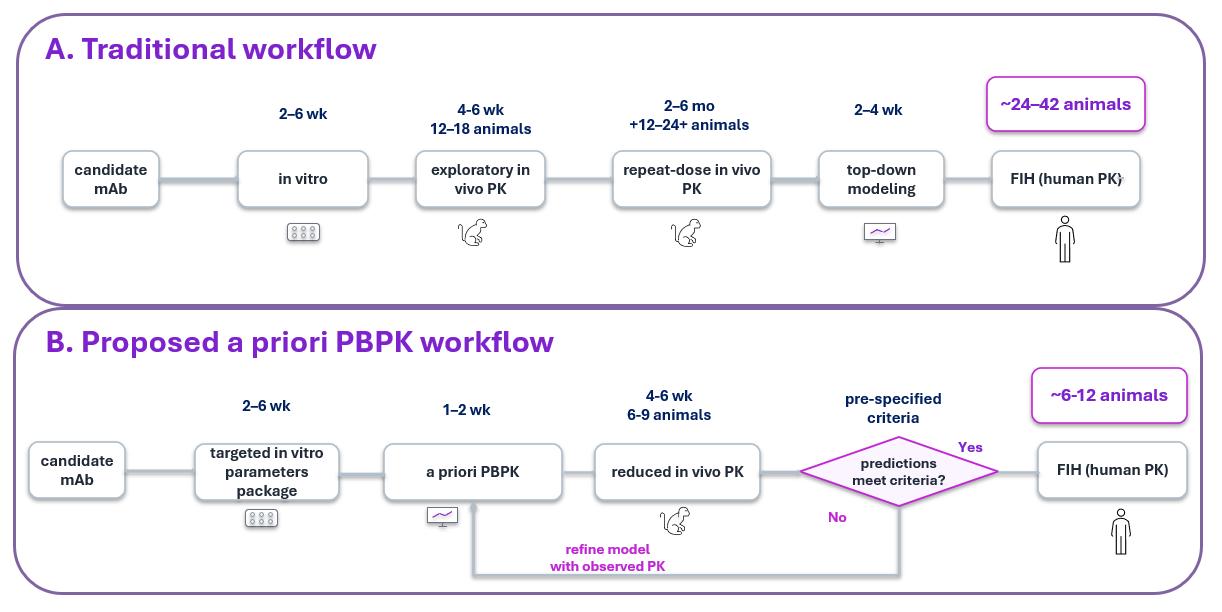 A. Traditional workflow
2–6 wk
4-6 wk
12–18 animals
2–6 mo
+12–24+ animals
2–4 wk
~24–42 animals
candidate
mAb
in vitro
exploratory in
vivo PK
repeat-dose in vivo
PK
top-down
modeling
FIH (human PK)
B. Proposed a priori PBPK workflow
2–6 wk
1–2 wk
4-6 wk
6-9 animals
pre-specified
criteria
~6-12 animals
candidate
mAb
targeted in vitro
parameters
package
a priori PBPK
reduced in vivo PK
predictions
meet criteria?
Yes
FIH (human PK)
No
refine model
with observed PK